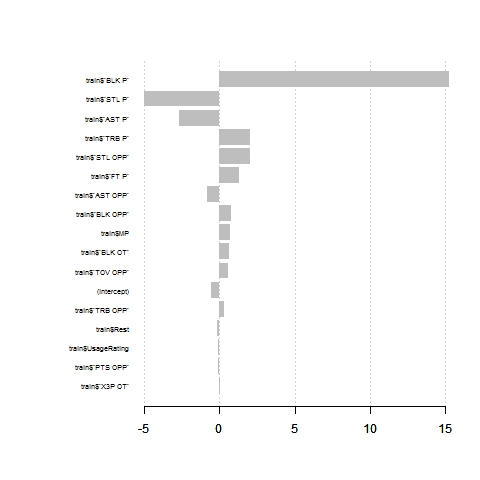 train$`BLK P`
train$`STL P`
train$`AST P`
train$`TRB P`
train$`STL OPP`
train$`FT P`
train$`AST OPP`
train$`BLK OPP`
train$MP
train$`BLK OT`
train$`TOV OPP`
(Intercept)
train$`TRB OPP`
train$Rest
train$UsageRating
train$`PTS OPP`
train$`X3P OT`
-5 0 5 10 15